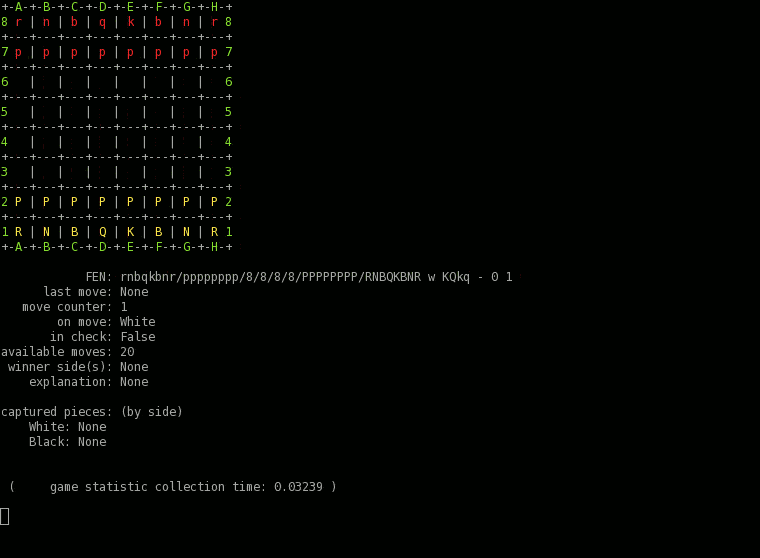 +-A-+-B-+-C-+-D-+-E-+-F-+-G-+-H-+
8 r | n | b | q | k | b | n | r 8
+---+---+---+---+---+---+---+---+
7 p | p | p | p | p | p | p | p 7
+---+---+---+---+---+---+---+---+
6   |   |   |   |   |   |   |   6
+---+---+---+---+---+---+---+---+
5   |   |   |   |   |   |   |   5
+---+---+---+---+---+---+---+---+
4   |   |   |   |   |   |   |   4
+---+---+---+---+---+---+---+---+
3   |   |   |   |   |   |   |   3
+---+---+---+---+---+---+---+---+
2 P | P | P | P | P | P | P | P 2
+---+---+---+---+---+---+---+---+
1 R | N | B | Q | K | B | N | R 1
+-A-+-B-+-C-+-D-+-E-+-F-+-G-+-H-+
FEN: rnbqkbnr/pppppppp/8/8/8/8/PPPPPPPP/RNBQKBNR w KQkq - 0 1
last move: None
move counter: 1
on move: White
in check: False
available moves: 20
winner side(s): None
explanation: None
captured pieces: (by side)
White: None
Black: None
(     game statistic collection time: 0.03239 )